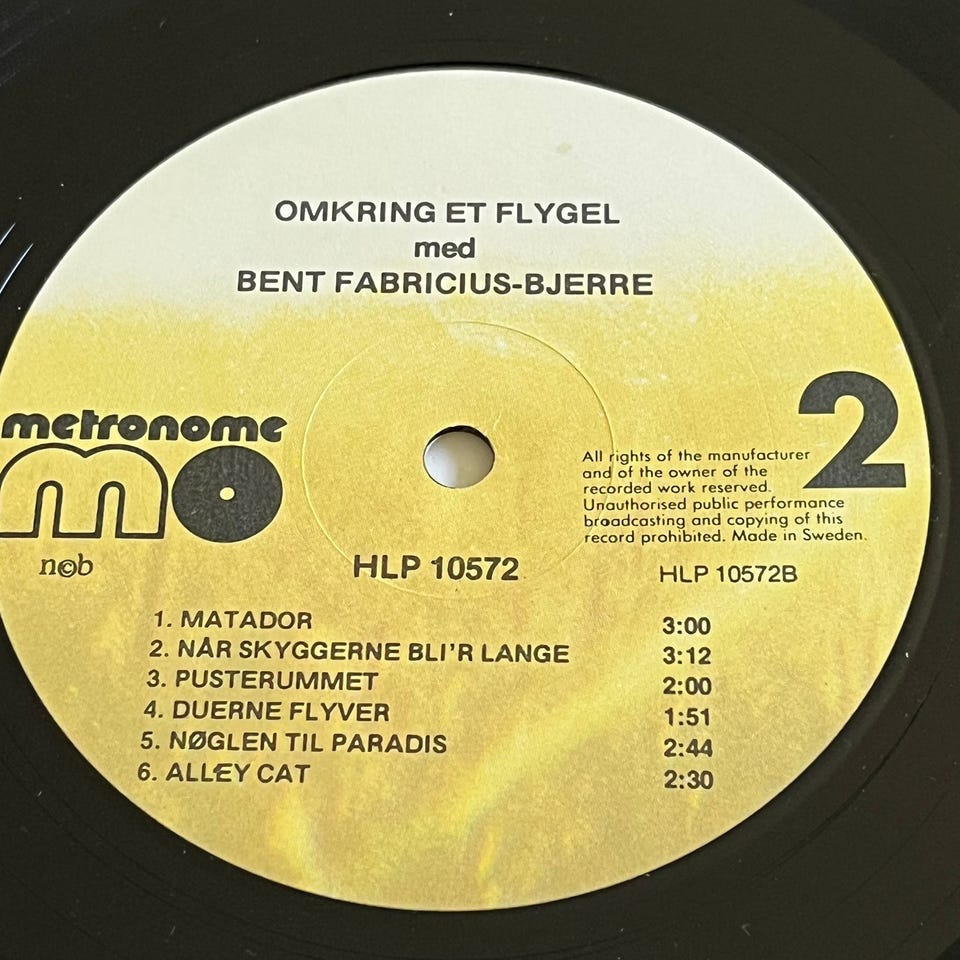 OMKRING ET FLYGEL
med
BENT FABRICIUS-BJERRE
metronome
mo
n©b
2
All rights of the manufacturer
and of the owner of the
recorded work reserved.
Unauthorised public performance
broadcasting and copying of this
record prohibited. Made in Sweden.
HLP 10572
HLP 10572B
1. MATADOR 3:00
2. NÅR SKYGGERNE BLI'R LANGE 3:12
3. PUSTERUMMET 2:00
4. DUERNE FLYVER 1:51
5. NØGLEN TIL PARADIS 2:44
6. ALLEY CAT 2:30